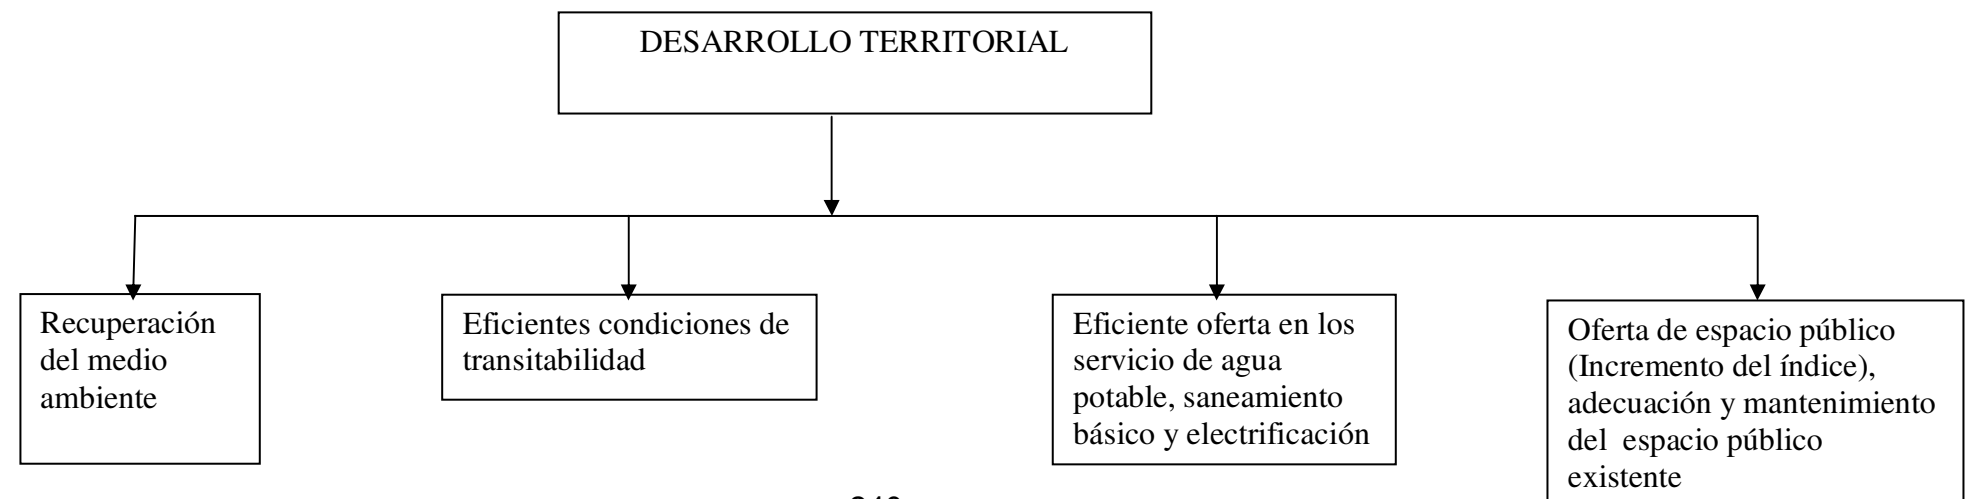 DESARROLLO TERRITORIAL
Recuperación
del medio
ambiente
Eficientes condiciones de
transitabilidad
Eficiente oferta en los
servicio de agua
potable, saneamiento
básico y electrificación
Oferta de espacio público
(Incremento del índice),
adecuación y mantenimiento
del espacio público
existente